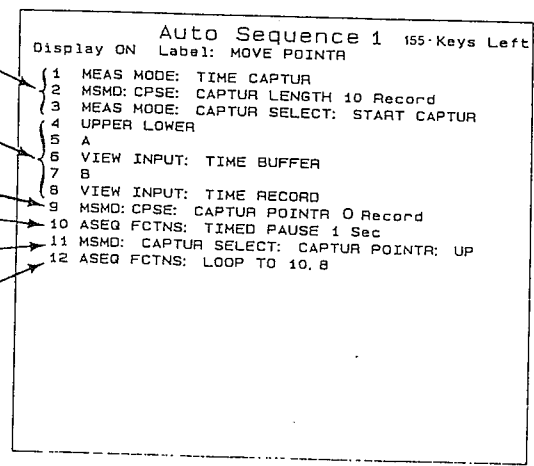 Auto Sequence 1 155·Keys Left
Display ON Label: MOVE POINTR
1 MEAS MODE: TIME CAPTUR
2 MSMD: CPSE: CAPTUR LENGTH 10 Record
3 MEAS MODE: CAPTUR SELECT: START CAPTUR
4 UPPER LOWER
5 A
6 VIEW INPUT: TIME BUFFER
7 B
8 VIEW INPUT: TIME RECORD
9 MSMD: CPSE: CAPTUR POINTR 0 Record
10 ASEQ FCTNS: TIMED PAUSE 1 Sec
11 MSMD: CAPTUR SELECT: CAPTUR POINTR: UP
12 ASEQ FCTNS: LOOP TO 10, 8